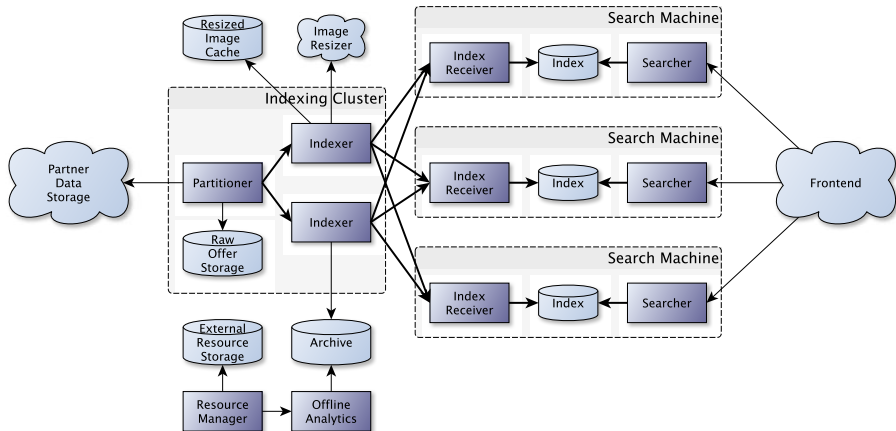 Resized
Image
Cache
Image
Resizer
Search Machine
Index
Receiver
Index
Searcher
Indexing Cluster
Indexer
Search Machine
Partner
Data
Storage
Partitioner
Index
Receiver
Index
Searcher
Frontend
Indexer
Raw
Offer
Storage
Search Machine
Index
Receiver
Index
Searcher
External
Resource
Storage
Archive
Resource
Manager
Offline
Analytics